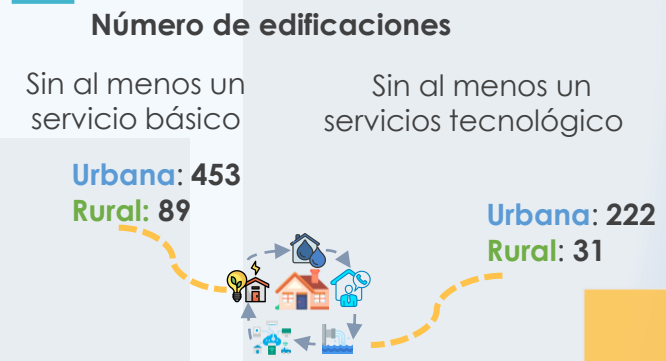 Número de edificaciones
Sin al menos un
servicio básico
Urbana: 453
Rural: 89
Sin al menos un
servicios tecnológico
Urbana: 222
Rural: 31